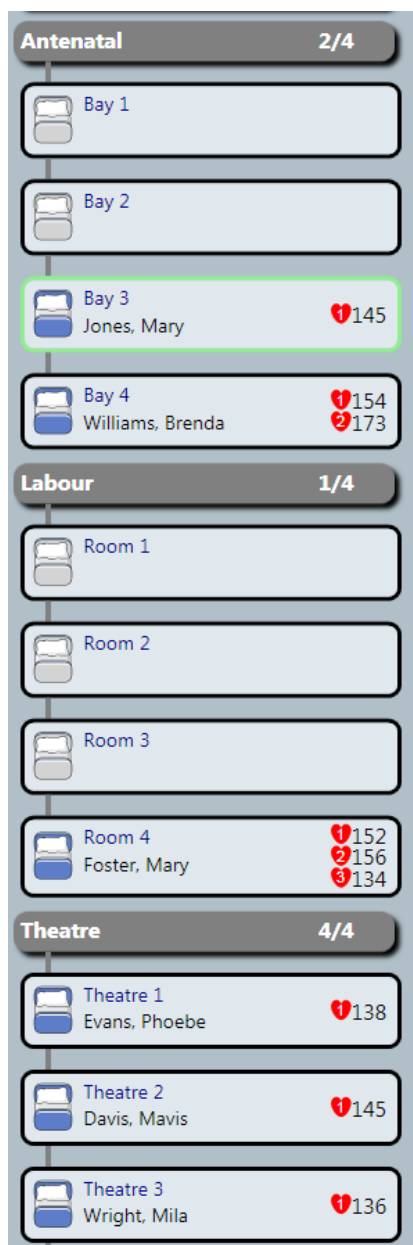 Antenatal 2/4
Bay 1
Bay 2
Bay 3
Jones, Mary 1 145
Bay 4
Williams, Brenda 1 154
2 173
Labour 1/4
Room 1
Room 2
Room 3
Room 4
Foster, Mary 1 152
2 156
3 134
Theatre 4/4
Theatre 1
Evans, Phoebe 1 138
Theatre 2
Davis, Mavis 1 145
Theatre 3
Wright, Mila 1 136